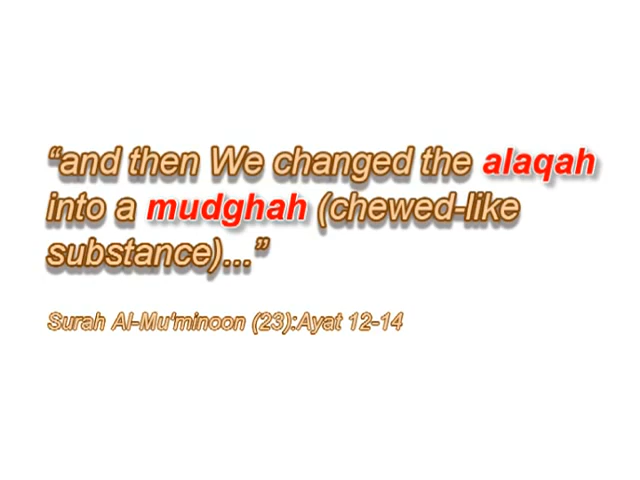 “and then We changed the alaqah
into a mudghah (chewed-like
substance)...”
Surah Al-Mu'minoon (23):Ayat 12-14